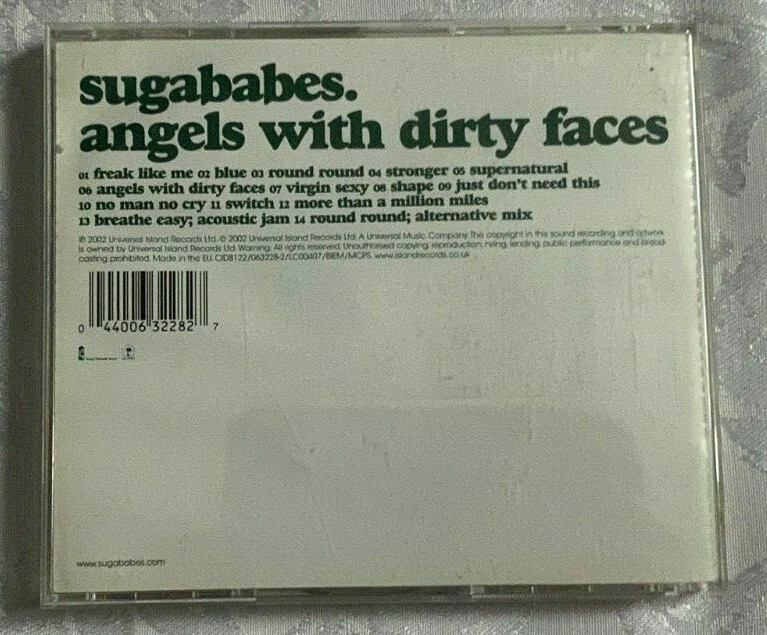 sugababes.
angels with dirty faces
01 freak like me 02 blue 03 round round 04 stronger 05 supernatural
06 angels with dirty faces 07 virgin sexy 08 shape 09 just don't need this
10 no man no cry 11 switch 12 more than a million miles
13 breathe easy; acoustic jam 14 round round; alternative mix
℗ 2002 Universal Island Records Ltd. © 2002 Universal Island Records Ltd. A Universal Music Company. The copyright in this sound recording and artwork
is owned by Universal Island Records Ltd. Warning: All rights reserved. Unauthorised copying, reproduction, hiring, lending, public performance and broad-
casting prohibited. Made in the EU. CID8122/063228-2/LC00407/BIEM/MCPS. www.islandrecords.co.uk
0 44006 32282 7
www.sugababes.com